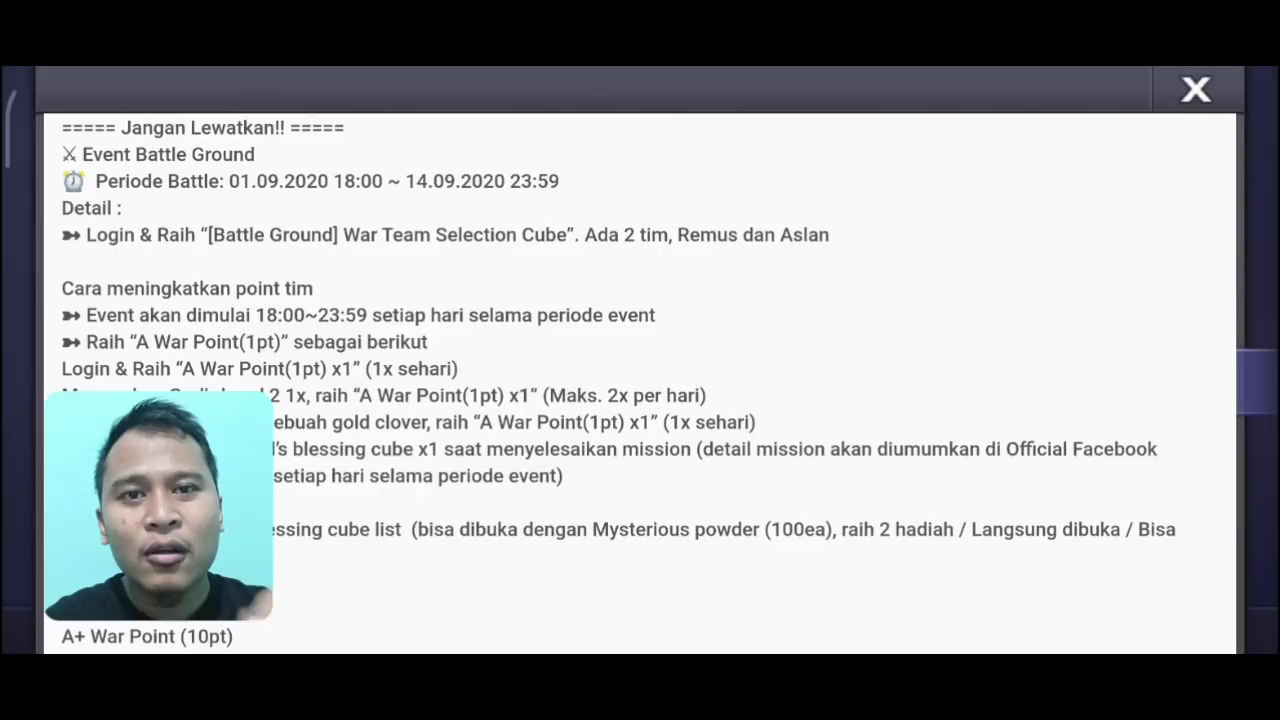 ===== Jangan Lewatkan!! =====
⚔ Event Battle Ground
⏰ Periode Battle: 01.09.2020 18:00 ~ 14.09.2020 23:59
Detail :
➽ Login & Raih “[Battle Ground] War Team Selection Cube”. Ada 2 tim, Remus dan Aslan
Cara meningkatkan point tim
➽ Event akan dimulai 18:00~23:59 setiap hari selama periode event
➽ Raih “A War Point(1pt)” sebagai berikut
Login & Raih “A War Point(1pt) x1” (1x sehari)
2 1x, raih “A War Point(1pt) x1” (Maks. 2x per hari)
gold clover, raih “A War Point(1pt) x1” (1x sehari)
blessing cube x1 saat menyelesaikan mission (detail mission akan diumumkan di Official Facebook
setiap hari selama periode event)
cube list (bisa dibuka dengan Mysterious powder (100ea), raih 2 hadiah / Langsung dibuka / Bisa
A+ War Point (10pt)
X